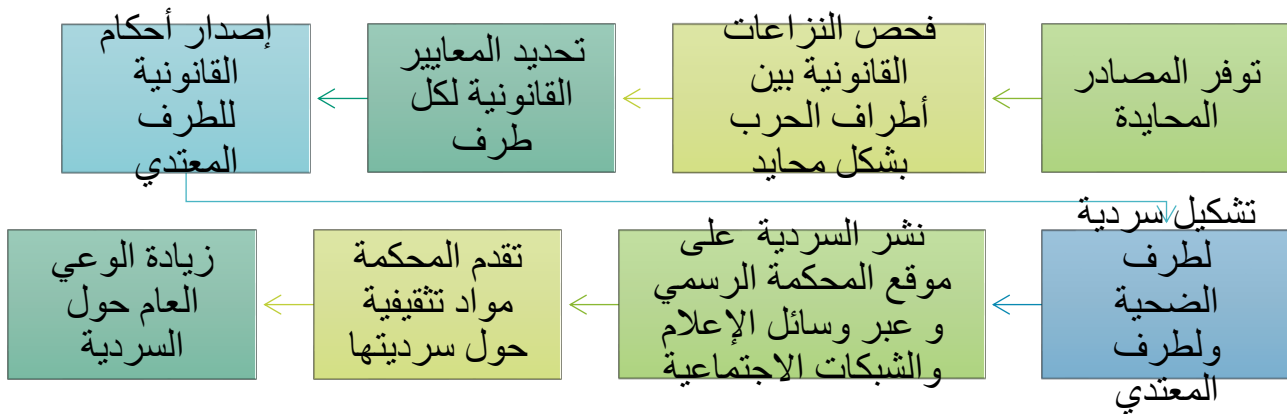 توفر المصادر
المحايدة
فحص النزاعات
القانونية بين
أطراف الحرب
بشكل محايد
تحديد المعايير
القانونية لكل
طرف
إصدار أحكام
القانونية
للطرف
المعتدي
تشكيل سردية
لطرف
الضحية
ولطرف
المعتدي
نشر السردية على
موقع المحكمة الرسمي
و عبر وسائل الإعلام
والشبكات الاجتماعية
تقدم المحكمة
مواد تثقيفية
حول سرديتها
زيادة الوعي
العام حول
السردية